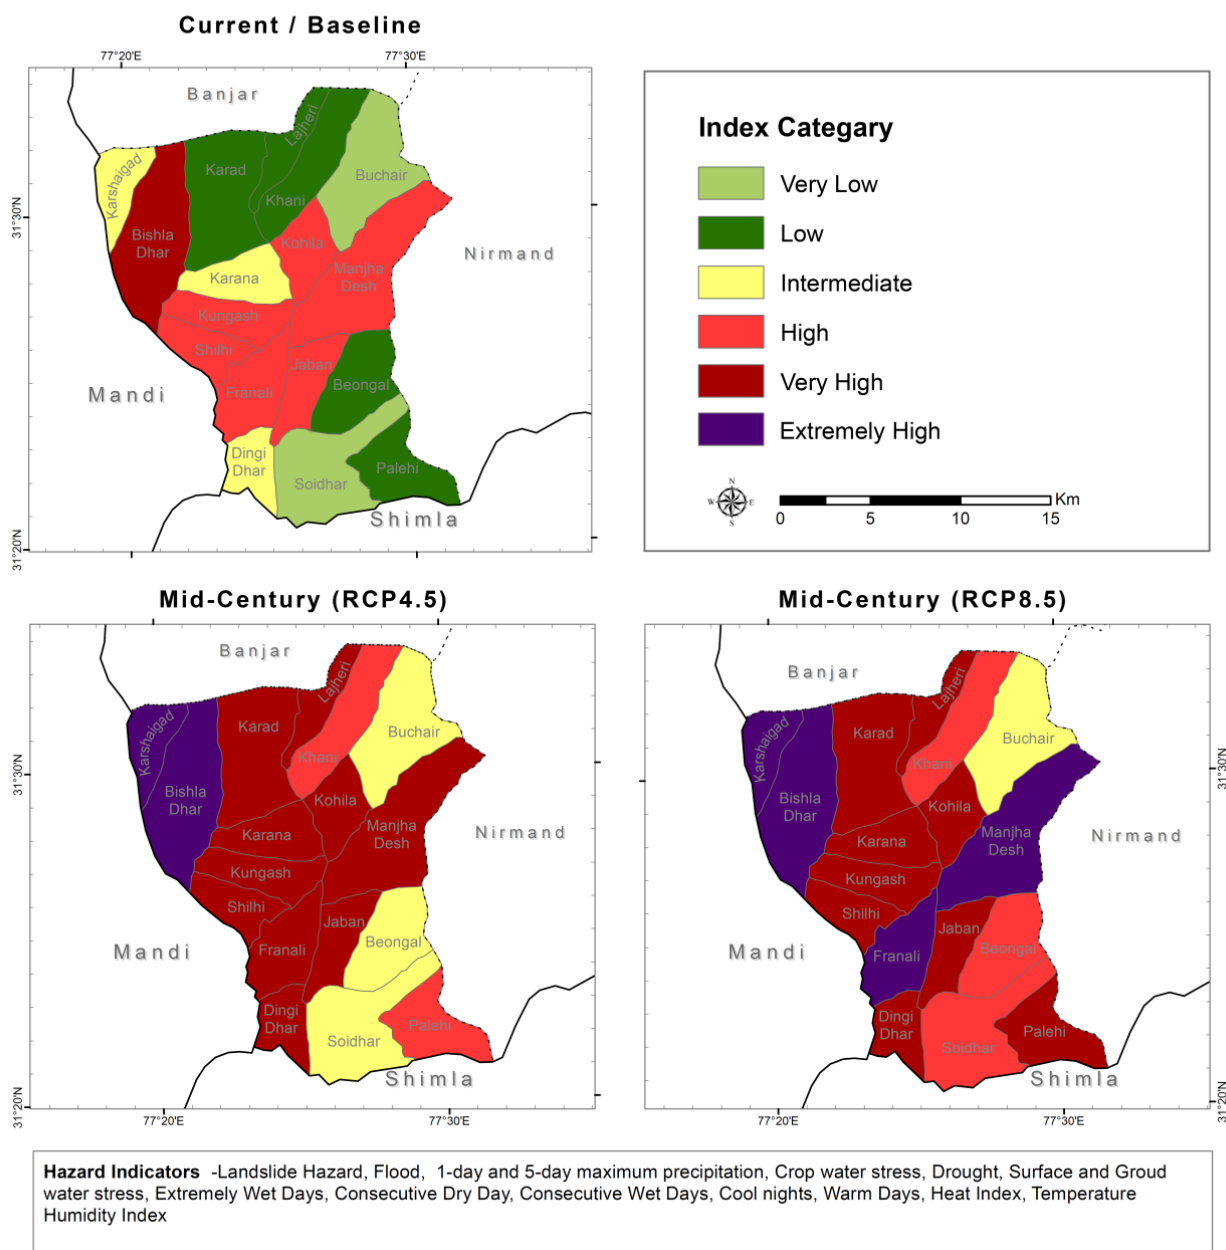 Current / Baseline
77°20'E
77°30'E
Banjar
Lajheri
Karad
Buchair
Karshaigad
Khani
31°30'N
Bishla
Dhar
Kohila
Nirmand
Karana
Manjha
Desh
Kungash
Shilhi
Jaban
Mandi
Franali
Beongal
Dingi
Dhar
Soidhar
Palehi
Shimla
31°20'N
Index Categary
Very Low
Low
Intermediate
High
Very High
Extremely High
N
W E
S
Km
0 5 10 15
Mid-Century (RCP4.5)
Banjar
Lajheri
Karshaigad
Karad
Buchair
Khani
31°30'N
Bishla
Dhar
Kohila
Karana
Manjha
Desh
Nirmand
Kungash
Shilhi
Jaban
Mandi
Franali
Beongal
Dingi
Dhar
Soidhar
Palehi
Shimla
31°20'N
77°20'E
77°30'E
Mid-Century (RCP8.5)
Banjar
Lajheri
Karshaigad
Karad
Buchair
Khani
31°30'N
Bishla
Dhar
Kohila
Karana
Manjha
Desh
Nirmand
Kungash
Shilhi
Jaban
Mandi
Franali
Beongal
Dingi
Dhar
Soidhar
Palehi
Shimla
31°20'N
77°20'E
77°30'E
Hazard Indicators -Landslide Hazard, Flood, 1-day and 5-day maximum precipitation, Crop water stress, Drought, Surface and Groud
water stress, Extremely Wet Days, Consecutive Dry Day, Consecutive Wet Days, Cool nights, Warm Days, Heat Index, Temperature
Humidity Index